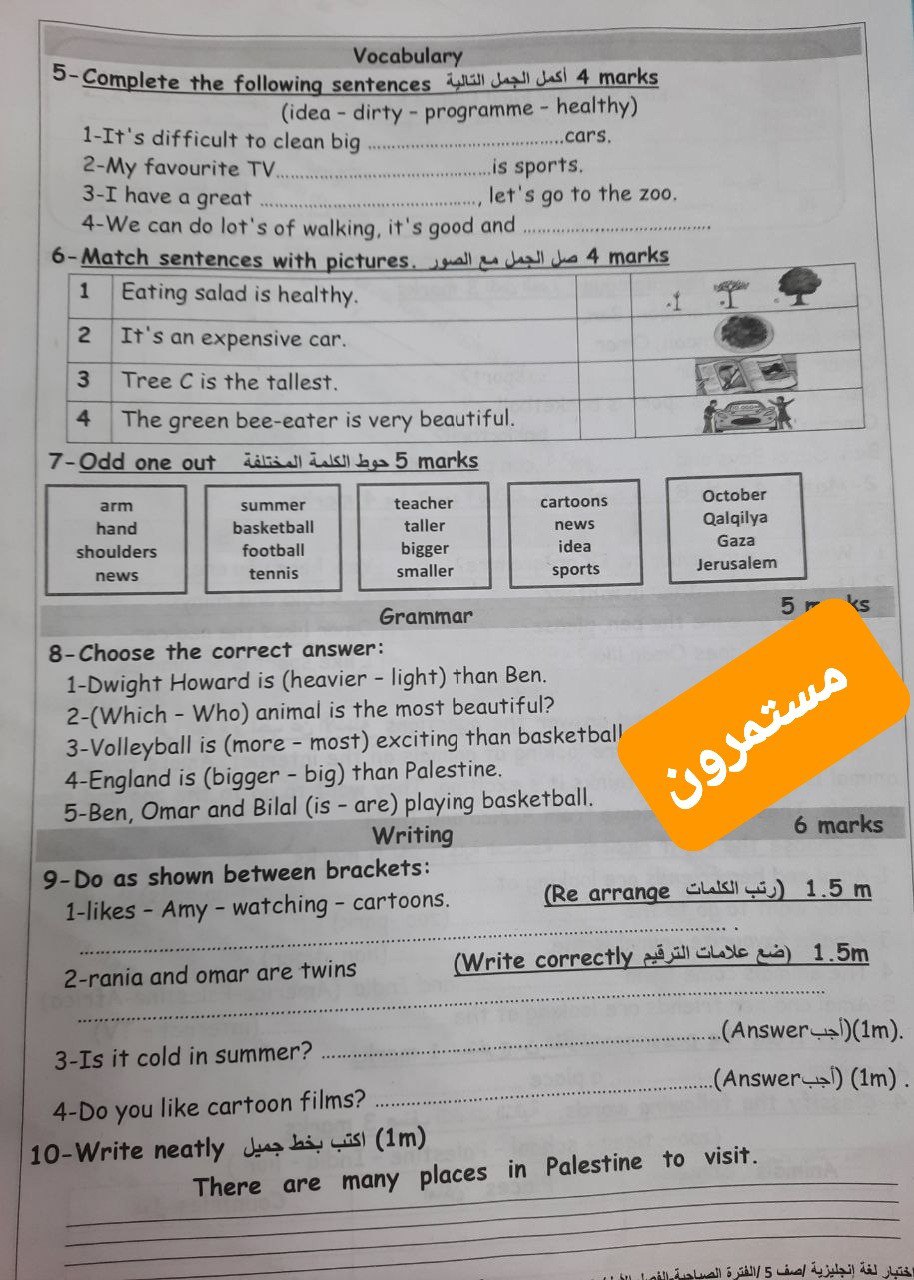 Vocabulary
5-Complete the following sentences أكمل الجمل التالية 4 marks
(idea - dirty - programme - healthy)
1-It's difficult to clean big ..............................cars.
2-My favourite TV..............................is sports.
3-I have a great .............................., let's go to the zoo.
4-We can do lot's of walking, it's good and ..............................
6-Match sentences with pictures. صل الجمل مع الصور 4 marks
1 Eating salad is healthy.
2 It's an expensive car.
3 Tree C is the tallest.
4 The green bee-eater is very beautiful.
7-Odd one out حوط الكلمة المختلفة 5 marks
arm
hand
shoulders
news
summer
basketball
football
tennis
teacher
taller
bigger
smaller
cartoons
news
idea
sports
October
Qalqilya
Gaza
Jerusalem
Grammar 5
8-Choose the correct answer:
1-Dwight Howard is (heavier - light) than Ben.
2-(Which - Who) animal is the most beautiful?
3-Volleyball is (more - most) exciting than basketball
4-England is (bigger - big) than Palestine.
5-Ben, Omar and Bilal (is - are) playing basketball.
مستمرون
Writing 6 marks
9-Do as shown between brackets:
1-likes - Amy - watching - cartoons. (Re arrange رتب الكلمات) 1.5 m
.............................. .
2-rania and omar are twins (Write correctly ضع علامات الترقيم) 1.5m
..............................
3-Is it cold in summer? ..............................(Answer أجب)(1m).
4-Do you like cartoon films? ..............................(Answer أجب) (1m) .
10-Write neatly اكتب بخط جميل (1m)
There are many places in Palestine to visit.
اختبار لغة إنجليزية /صف 5 /الفترة الصباحية